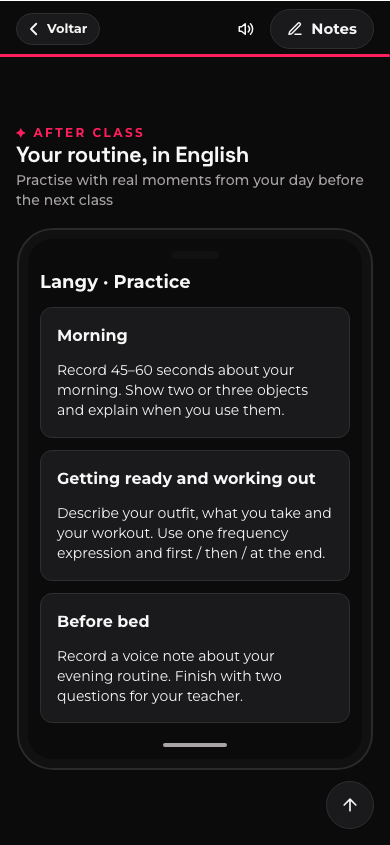 Voltar
Notes
AFTER CLASS
Your routine, in English
Practise with real moments from your day before
the next class
Langy · Practice
Morning
Record 45–60 seconds about your
morning. Show two or three objects
and explain when you use them.
Getting ready and working out
Describe your outfit, what you take and
your workout. Use one frequency
expression and first / then / at the end.
Before bed
Record a voice note about your
evening routine. Finish with two
questions for your teacher.